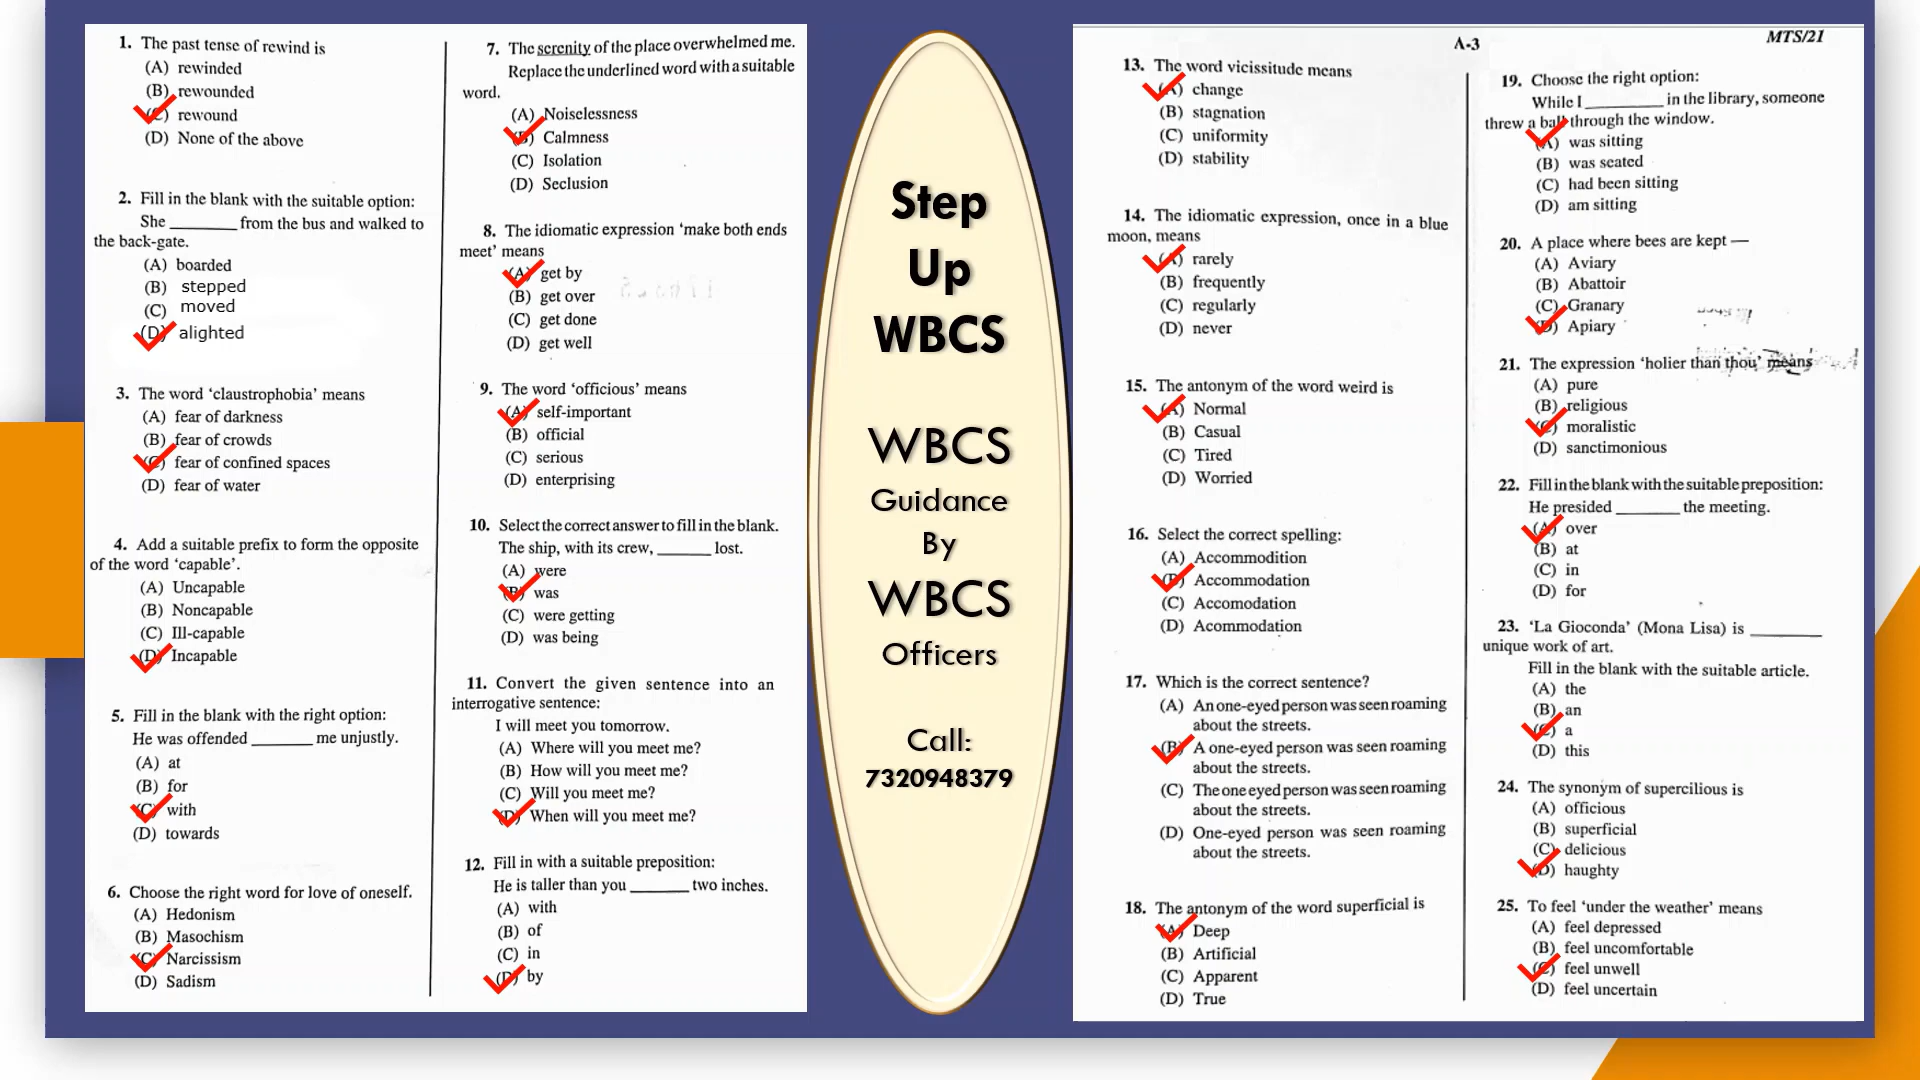 1. The past tense of rewind is
(A) rewinded
(B) rewounded
(C) rewound
(D) None of the above
2. Fill in the blank with the suitable option:
She ________ from the bus and walked to
the back-gate.
(A) boarded
(B) stepped
(C) moved
(D) alighted
3. The word ‘claustrophobia’ means
(A) fear of darkness
(B) fear of crowds
(C) fear of confined spaces
(D) fear of water
4. Add a suitable prefix to form the opposite
of the word ‘capable’.
(A) Uncapable
(B) Noncapable
(C) Ill-capable
(D) Incapable
5. Fill in the blank with the right option:
He was offended ________ me unjustly.
(A) at
(B) for
(C) with
(D) towards
6. Choose the right word for love of oneself.
(A) Hedonism
(B) Masochism
(C) Narcissism
(D) Sadism
7. The serenity of the place overwhelmed me.
Replace the underlined word with a suitable
word.
(A) Noiselessness
(B) Calmness
(C) Isolation
(D) Seclusion
8. The idiomatic expression ‘make both ends
meet’ means
(A) get by
(B) get over
(C) get done
(D) get well
9. The word ‘officious’ means
(A) self-important
(B) official
(C) serious
(D) enterprising
10. Select the correct answer to fill in the blank.
The ship, with its crew, _______ lost.
(A) were
(B) was
(C) were getting
(D) was being
11. Convert the given sentence into an
interrogative sentence:
I will meet you tomorrow.
(A) Where will you meet me?
(B) How will you meet me?
(C) Will you meet me?
(D) When will you meet me?
12. Fill in with a suitable preposition:
He is taller than you _______ two inches.
(A) with
(B) of
(C) in
(D) by
Step
Up
WBCS
WBCS
Guidance
By
WBCS
Officers
Call:
7320948379
A-3
MTS/21
13. The word vicissitude means
(A) change
(B) stagnation
(C) uniformity
(D) stability
14. The idiomatic expression, once in a blue
moon, means
(A) rarely
(B) frequently
(C) regularly
(D) never
15. The antonym of the word weird is
(A) Normal
(B) Casual
(C) Tired
(D) Worried
16. Select the correct spelling:
(A) Accommodition
(B) Accommodation
(C) Accomodation
(D) Acommodation
17. Which is the correct sentence?
(A) An one-eyed person was seen roaming
about the streets.
(B) A one-eyed person was seen roaming
about the streets.
(C) The one eyed person was seen roaming
about the streets.
(D) One-eyed person was seen roaming
about the streets.
18. The antonym of the word superficial is
(A) Deep
(B) Artificial
(C) Apparent
(D) True
19. Choose the right option:
While I _________ in the library, someone
threw a ball through the window.
(A) was sitting
(B) was seated
(C) had been sitting
(D) am sitting
20. A place where bees are kept —
(A) Aviary
(B) Abattoir
(C) Granary
(D) Apiary
21. The expression ‘holier than thou’ means
(A) pure
(B) religious
(C) moralistic
(D) sanctimonious
22. Fill in the blank with the suitable preposition:
He presided ________ the meeting.
(A) over
(B) at
(C) in
(D) for
23. ‘La Gioconda’ (Mona Lisa) is _________
unique work of art.
Fill in the blank with the suitable article.
(A) the
(B) an
(C) a
(D) this
24. The synonym of supercilious is
(A) officious
(B) superficial
(C) delicious
(D) haughty
25. To feel ‘under the weather’ means
(A) feel depressed
(B) feel uncomfortable
(C) feel unwell
(D) feel uncertain